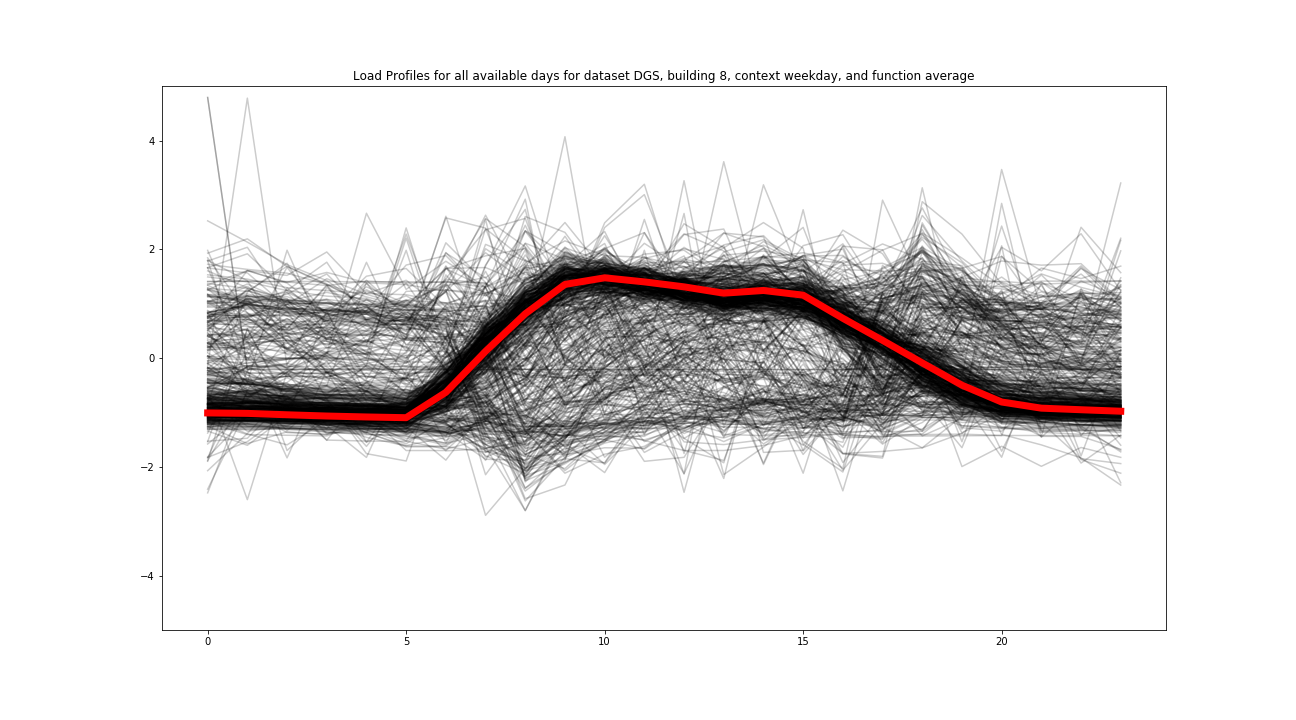 Load Profiles for all available days for dataset DGS, building 8, context weekday, and function average
4
2
0
−2
−4
0 5 10 15 20